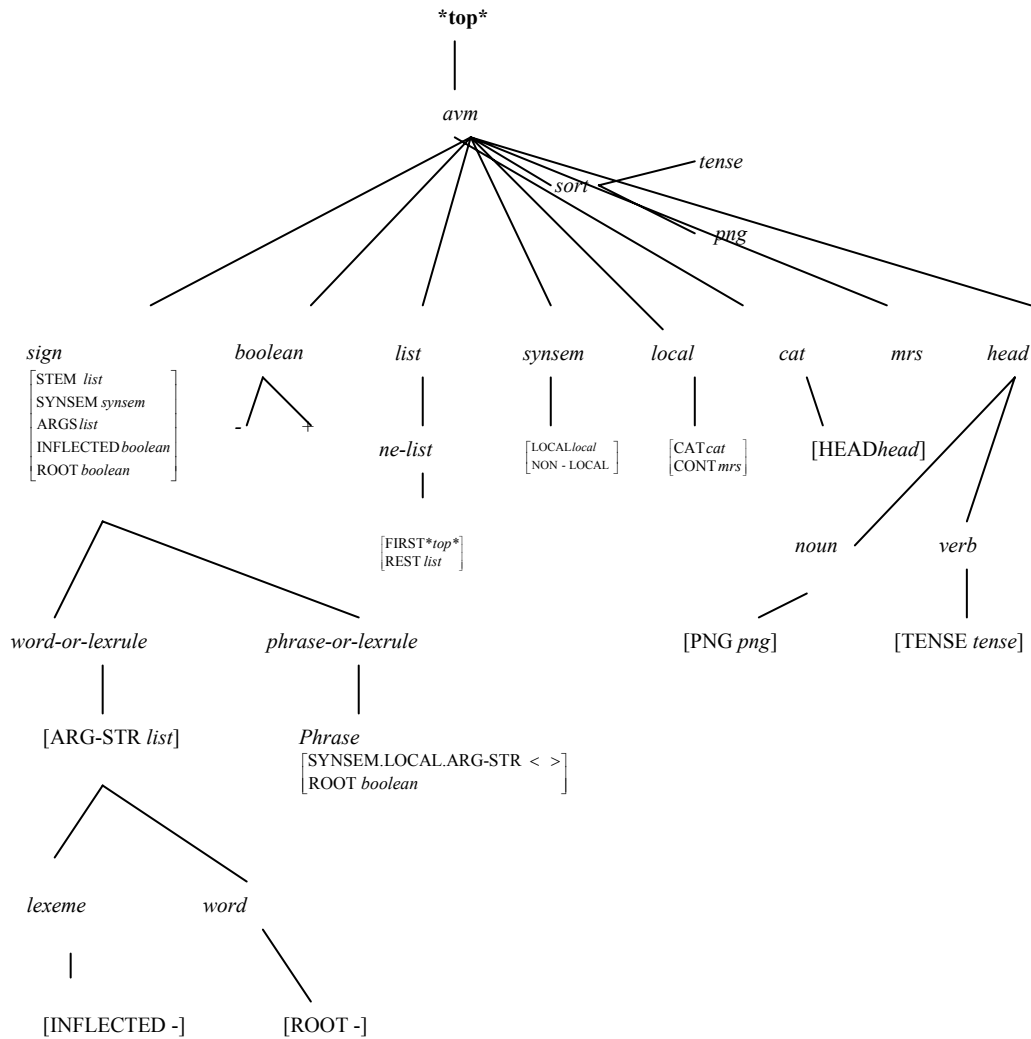 *top*
avm
tense
sort
png
sign boolean list synsem local cat mrs head
STEM list
SYNSEM synsem
ARGS list
INFLECTED boolean
ROOT boolean
- +
ne-list
LOCAL local
NON - LOCAL
CAT cat
CONT mrs
[HEADhead]
FIRST *top*
REST list
noun verb
word-or-lexrule phrase-or-lexrule
[PNG png] [TENSE tense]
[ARG-STR list]
Phrase
SYNSEM.LOCAL.ARG-STR < >
ROOT boolean
lexeme word
[INFLECTED -] [ROOT -]